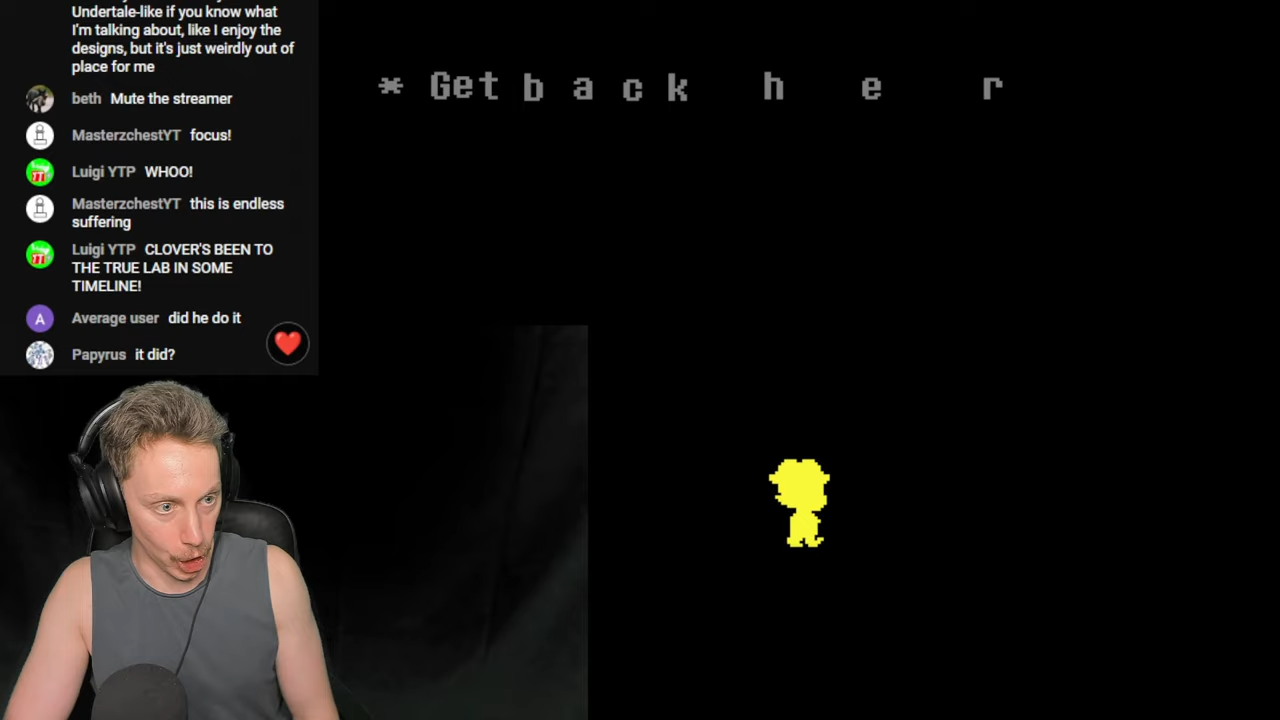 Undertale-like if you know what
I'm talking about, like I enjoy the
designs, but it's just weirdly out of
place for me
beth Mute the streamer
MasterzchestYT focus!
Luigi YTP WHOO!
MasterzchestYT this is endless
suffering
Luigi YTP CLOVER'S BEEN TO
THE TRUE LAB IN SOME
TIMELINE!
A Average user did he do it
Papyrus it did?
* Get b a c k h e r